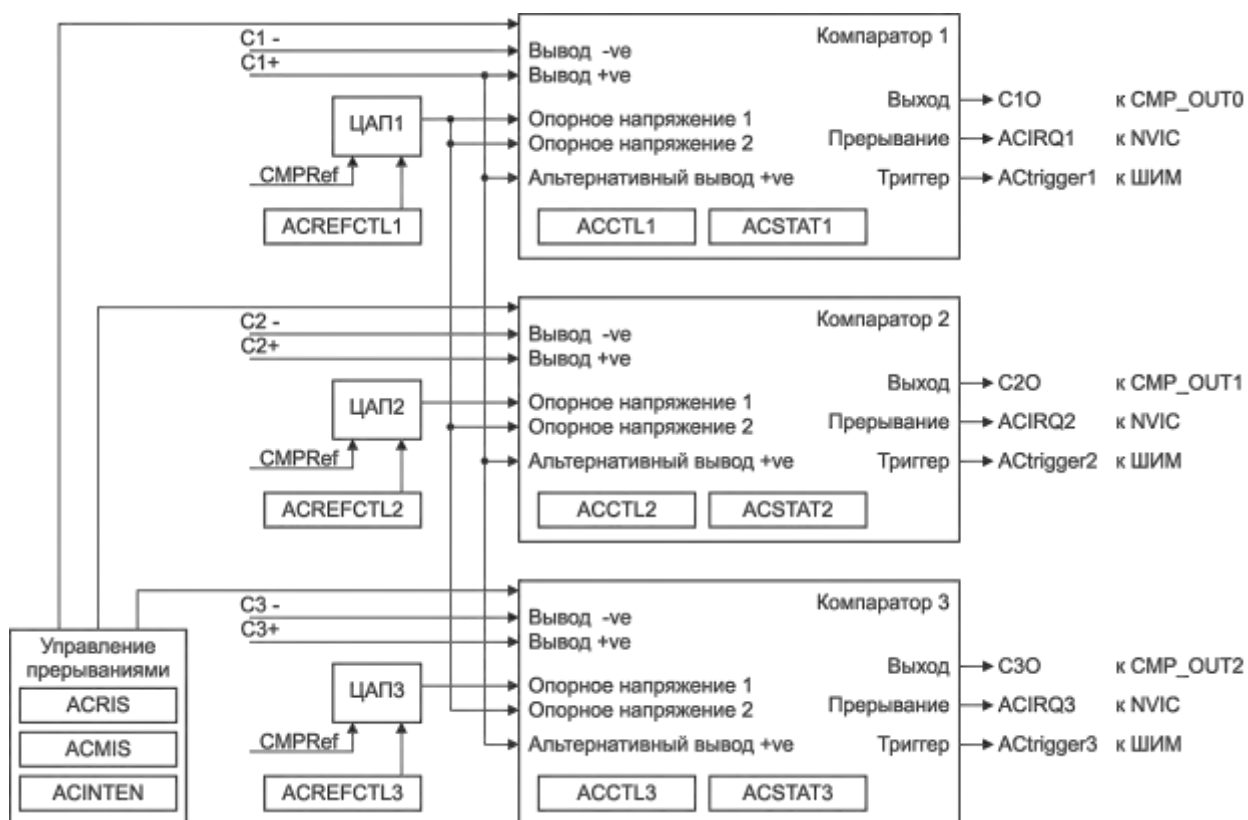 Компаратор 1
C1 -
C1+
Вывод -ve
Вывод +ve
ЦАП1
CMPRef
ACREFCTL1
Опорное напряжение 1
Опорное напряжение 2
Альтернативный вывод +ve
Выход
C1O
к CMP_OUT0
Прерывание
ACIRQ1
к NVIC
Триггер
ACtrigger1
к ШИМ
ACCTL1
ACSTAT1
Компаратор 2
C2 -
C2+
Вывод -ve
Вывод +ve
ЦАП2
CMPRef
ACREFCTL2
Опорное напряжение 1
Опорное напряжение 2
Альтернативный вывод +ve
Выход
C2O
к CMP_OUT1
Прерывание
ACIRQ2
к NVIC
Триггер
ACtrigger2
к ШИМ
ACCTL2
ACSTAT2
Компаратор 3
C3 -
C3+
Вывод -ve
Вывод +ve
ЦАП3
CMPRef
ACREFCTL3
Опорное напряжение 1
Опорное напряжение 2
Альтернативный вывод +ve
Выход
C3O
к CMP_OUT2
Прерывание
ACIRQ3
к NVIC
Триггер
ACtrigger3
к ШИМ
ACCTL3
ACSTAT3
Управление
прерываниями
ACRIS
ACMIS
ACINTEN